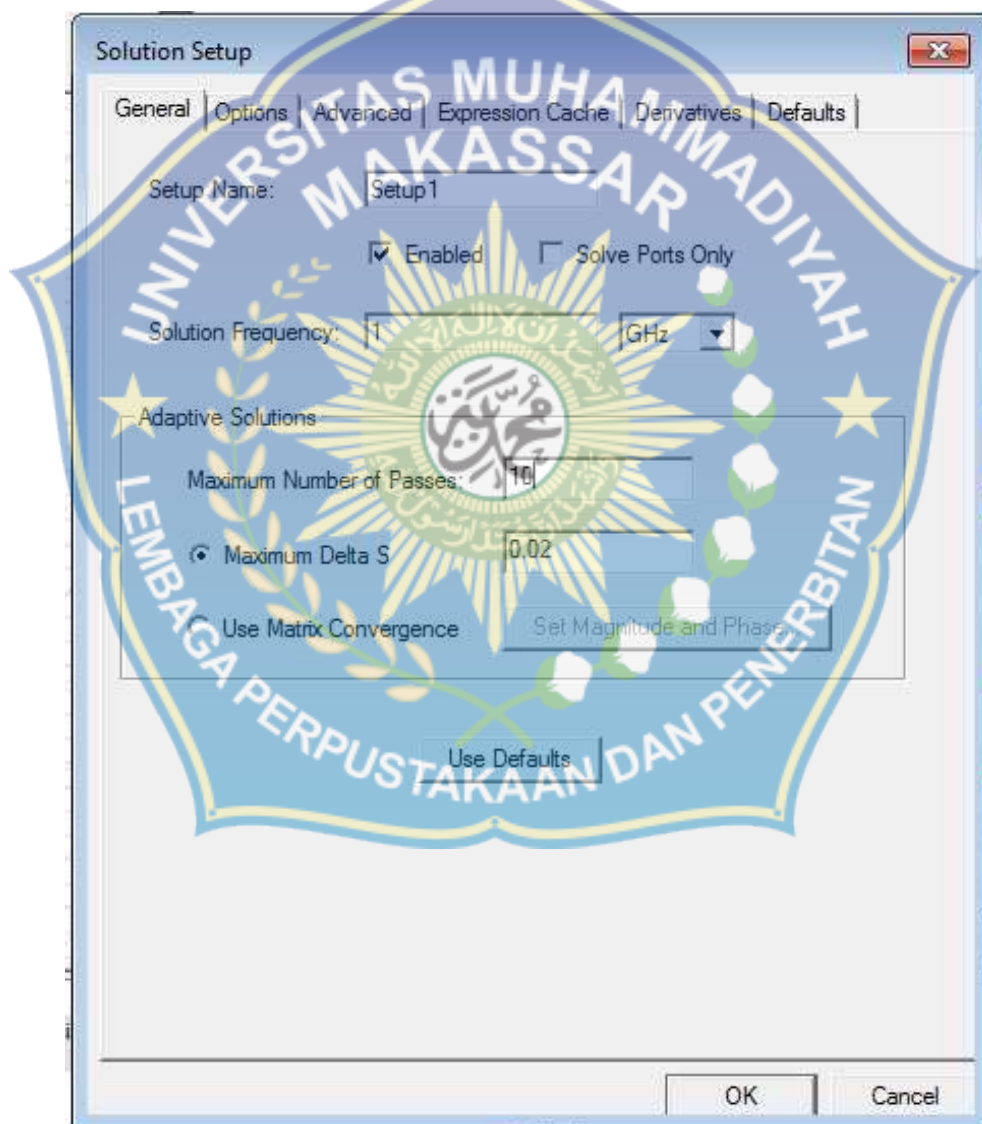 Solution Setup
General Options Advanced Expression Cache Derivatives Defaults
Setup Name: Setup1
Enabled Solve Ports Only
Solution Frequency: 1 GHz
Adaptive Solutions
Maximum Number of Passes: 10
Maximum Delta S 0.02
Use Matrix Convergence Set Magnitude and Phase...
Use Defaults
OK Cancel
UNIVERSITAS MUHAMMADIYAH
MAKASSAR
LEMBAGA PERPUSTAKAAN DAN PENERBITAN